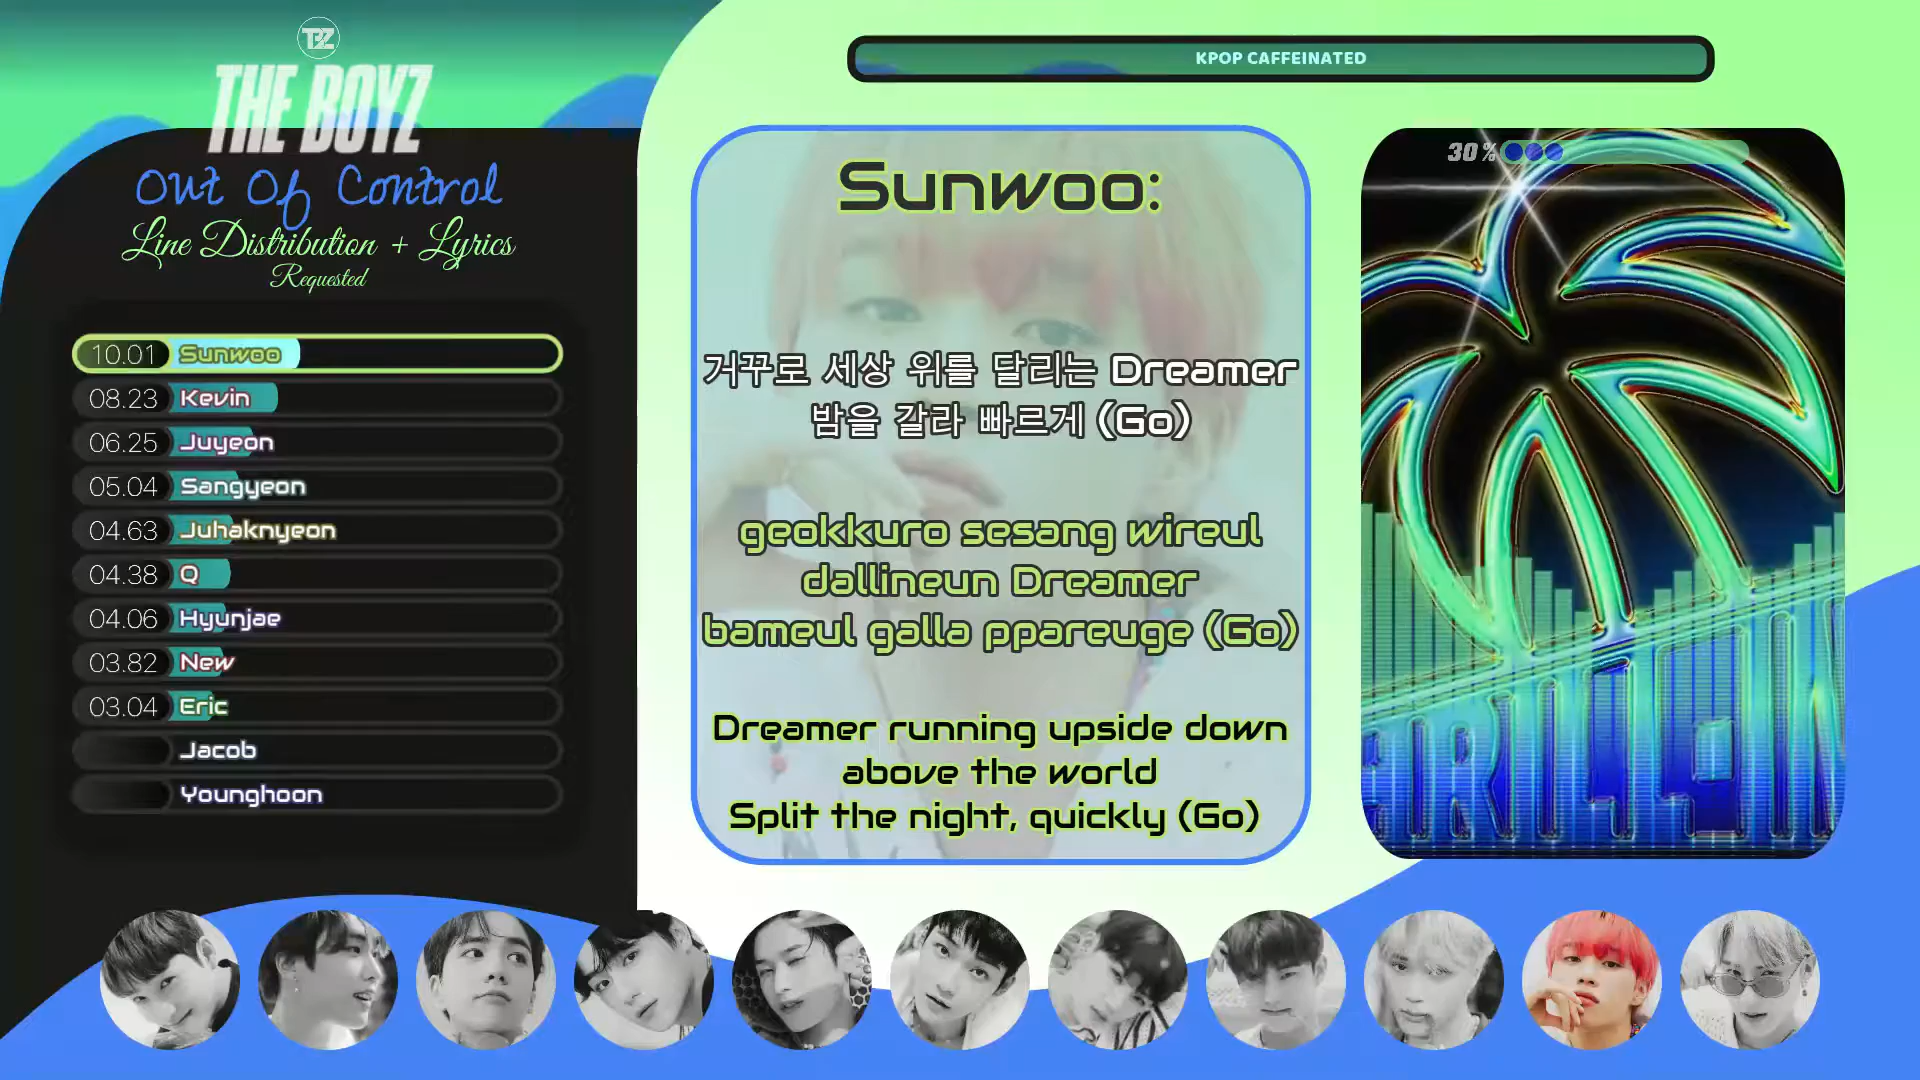 TBZ
THE BOYZ
Out Of Control
Line Distribution + Lyrics
Requested
10.01 Sunwoo
08.23 Kevin
06.25 Juyeon
05.04 Sangyeon
04.63 Juhaknyeon
04.38 Q
04.06 Hyunjae
03.82 New
03.04 Eric
Jacob
Younghoon
KPOP CAFFEINATED
Sunwoo:
거꾸로 세상 위를 달리는 Dreamer
밤을 갈라 빠르게 (Go)
geokkuro sesang wireul
dallineun Dreamer
bameul galla ppareuge (Go)
Dreamer running upside down
above the world
Split the night, quickly (Go)
30%